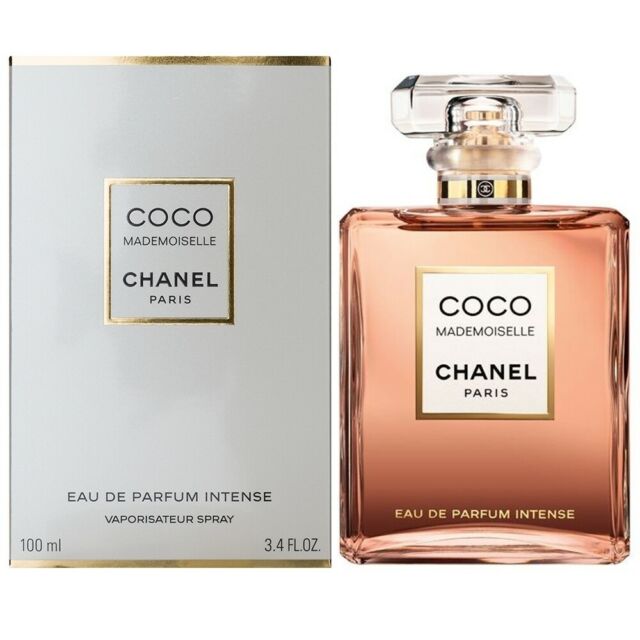 COCO
MADEMOISELLE
CHANEL
PARIS
EAU DE PARFUM INTENSE
VAPORISATEUR SPRAY
100 ml 3.4 FL.OZ.
COCO
MADEMOISELLE
CHANEL
PARIS
EAU DE PARFUM INTENSE